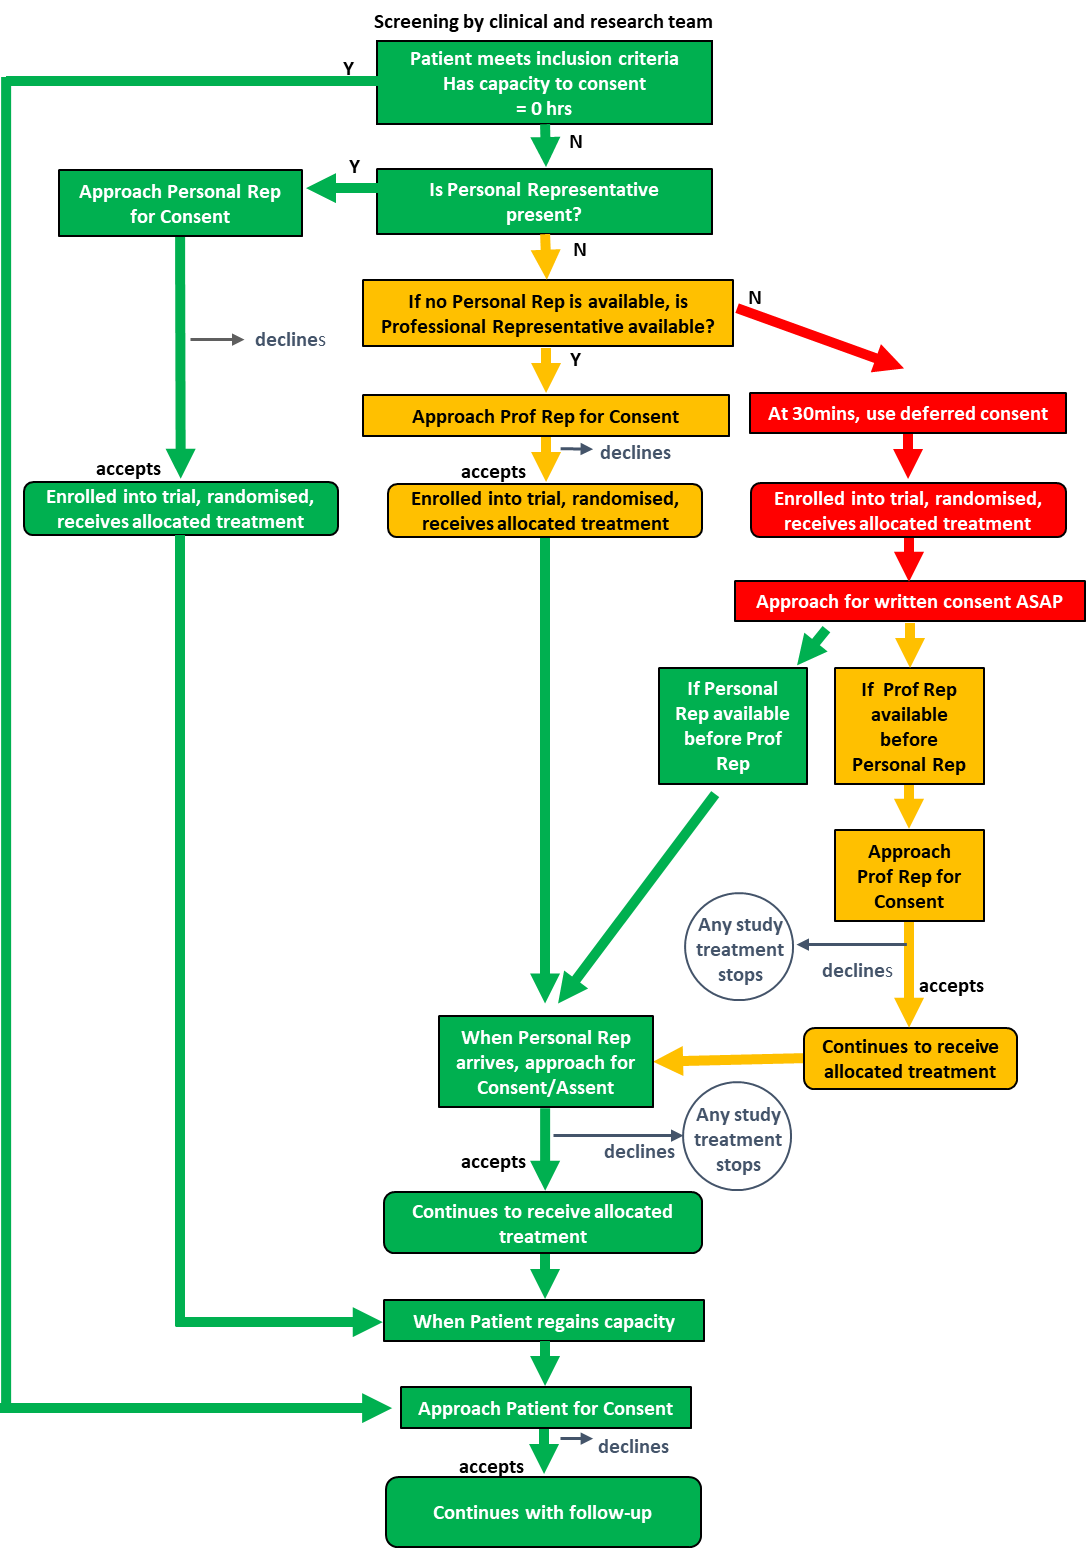 Screening by clinical and research team
Patient meets inclusion criteria
Has capacity to consent
= 0 hrs
Y
N
Is Personal Representative
present?
Y
Approach Personal Rep
for Consent
N
If no Personal Rep is available, is
Professional Representative available?
N
declines
Y
Approach Prof Rep for Consent
At 30mins, use deferred consent
declines
accepts
accepts
Enrolled into trial, randomised,
receives allocated treatment
Enrolled into trial, randomised,
receives allocated treatment
Enrolled into trial, randomised,
receives allocated treatment
Approach for written consent ASAP
If Personal
Rep available
before Prof
Rep
If Prof Rep
available
before
Personal Rep
Approach
Prof Rep for
Consent
Any study
treatment
stops
declines
accepts
When Personal Rep
arrives, approach for
Consent/Assent
Continues to receive
allocated treatment
Any study
treatment
stops
declines
accepts
Continues to receive allocated
treatment
When Patient regains capacity
Approach Patient for Consent
declines
accepts
Continues with follow-up